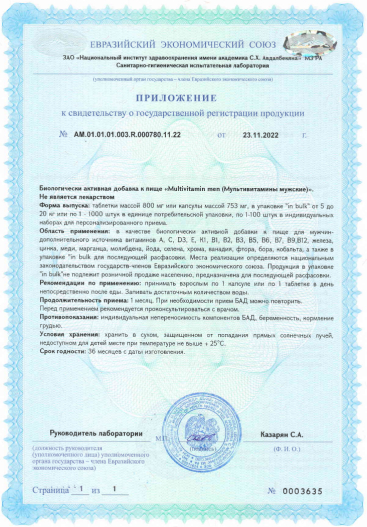 ЕВРАЗИЙСКИЙ ЭКОНОМИЧЕСКИЙ СОЮЗ
ЗАО «Национальный институт здравоохранения имени академика С.Х. Авдалбекяна» МЗ РА
Санитарно-гигиеническая испытательная лаборатория
(уполномоченный орган государства – члена Евразийского экономического союза)
ПРИЛОЖЕНИЕ
к свидетельству о государственной регистрации продукции
№ AM.01.01.01.003.R.000780.11.22 от 23.11.2022 г.
Биологически активная добавка к пище «Multivitamin men (Мультивитамины мужские)».
Не является лекарством
Форма выпуска: таблетки массой 800 мг или капсулы массой 753 мг, в упаковке "in bulk" от 5 до
20 кг или по 1 - 1000 штук в единице потребительской упаковки, по 1-100 штук в индивидуальных
наборах для персонализированного приема.
Область применения: в качестве биологически активной добавки к пище для мужчин-
дополнительного источника витаминов A, C, D3, E, K1, B1, B2, B3, B5, B6, B7, B9,B12, железа,
цинка, меди, марганца, молибдена, йода, селена, хрома, ванадия, фтора, бора, кобальта, а также в
упаковке "in bulk для последующей расфасовки. Места реализации определяются национальным
законодательством государств-членов Евразийского экономического союза. Продукция в упаковке
"in bulk"не подлежит розничной продаже населению, предназначена для последующей расфасовки.
Рекомендации по применению: принимать взрослым по 1 капсуле или по 1 таблетке в день
непосредственно после еды. Запивать достаточным количеством воды.
Продолжительность приема: 1 месяц. При необходимости прием БАД можно повторить.
Перед применением рекомендуется проконсультироваться с врачом.
Противопоказания: индивидуальная непереносимость компонентов БАД, беременность, кормление
грудью.
Условия хранения: хранить в сухом, защищенном от попадания прямых солнечных лучей,
недоступном для детей месте при температуре не выше + 25°С.
Срок годности: 36 месяцев с даты изготовления.
Руководитель лаборатории М.П. Казарян С.А.
(должность руководителя (подпись) (Ф. И. О.)
(уполномоченного лица) уполномоченного
органа государства – члена Евразийского
экономического союза)
Страница 1 из 1 № 0003635